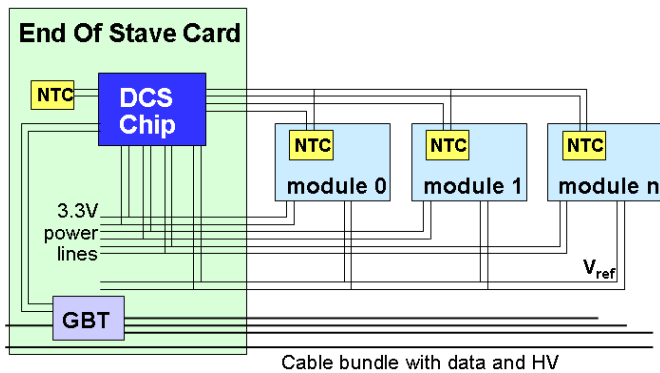 End Of Stave Card
NTC
DCS
Chip
NTC
NTC
NTC
module 0
module 1
module n
3.3V
power
lines
Vref
GBT
Cable bundle with data and HV